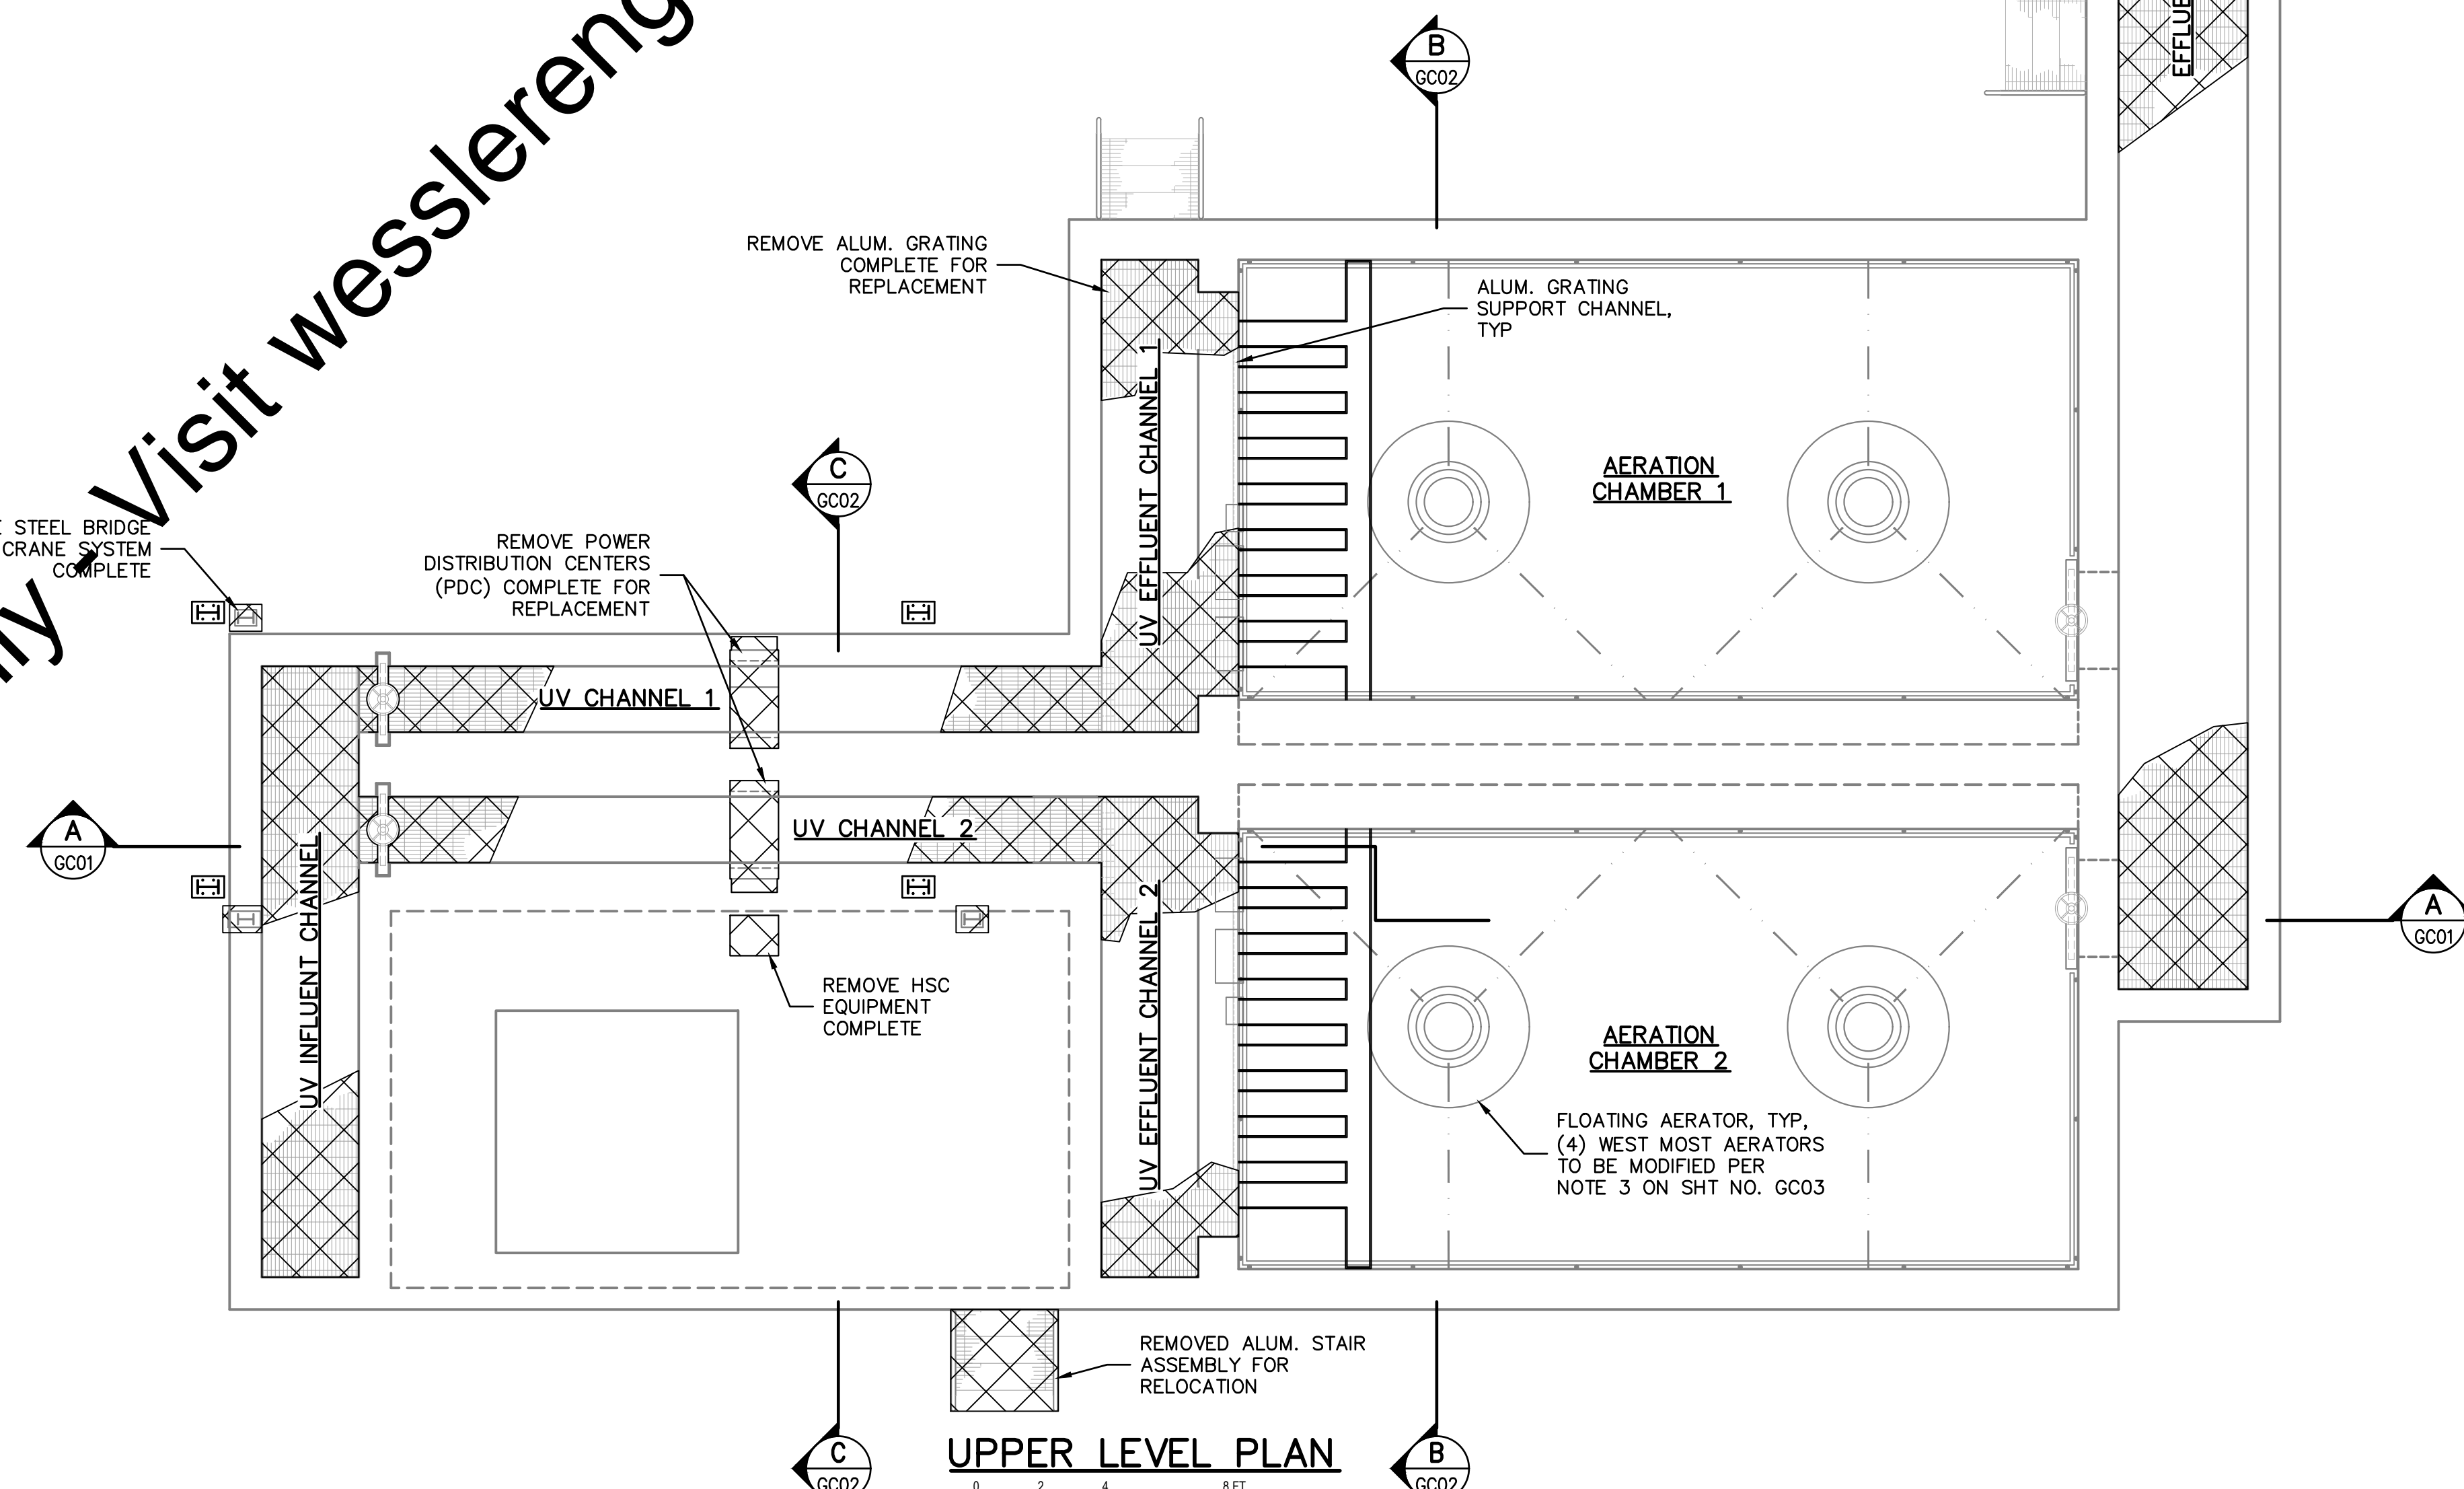 Visit wesslereng
B
GC02
EFFLUE
REMOVE ALUM. GRATING
COMPLETE FOR
REPLACEMENT
ALUM. GRATING
SUPPORT CHANNEL,
TYP
UV EFFLUENT CHANNEL 1
AERATION
CHAMBER 1
C
GC02
STEEL BRIDGE
CRANE SYSTEM
COMPLETE
REMOVE POWER
DISTRIBUTION CENTERS
(PDC) COMPLETE FOR
REPLACEMENT
UV CHANNEL 1
A
GC01
UV CHANNEL 2
UV INFLUENT CHANNEL
UV EFFLUENT CHANNEL 2
REMOVE HSC
EQUIPMENT
COMPLETE
AERATION
CHAMBER 2
A
GC01
FLOATING AERATOR, TYP,
(4) WEST MOST AERATORS
TO BE MODIFIED PER
NOTE 3 ON SHT NO. GC03
REMOVED ALUM. STAIR
ASSEMBLY FOR
RELOCATION
C
GC02
UPPER LEVEL PLAN
0 2 4 8 FT
B
GC02